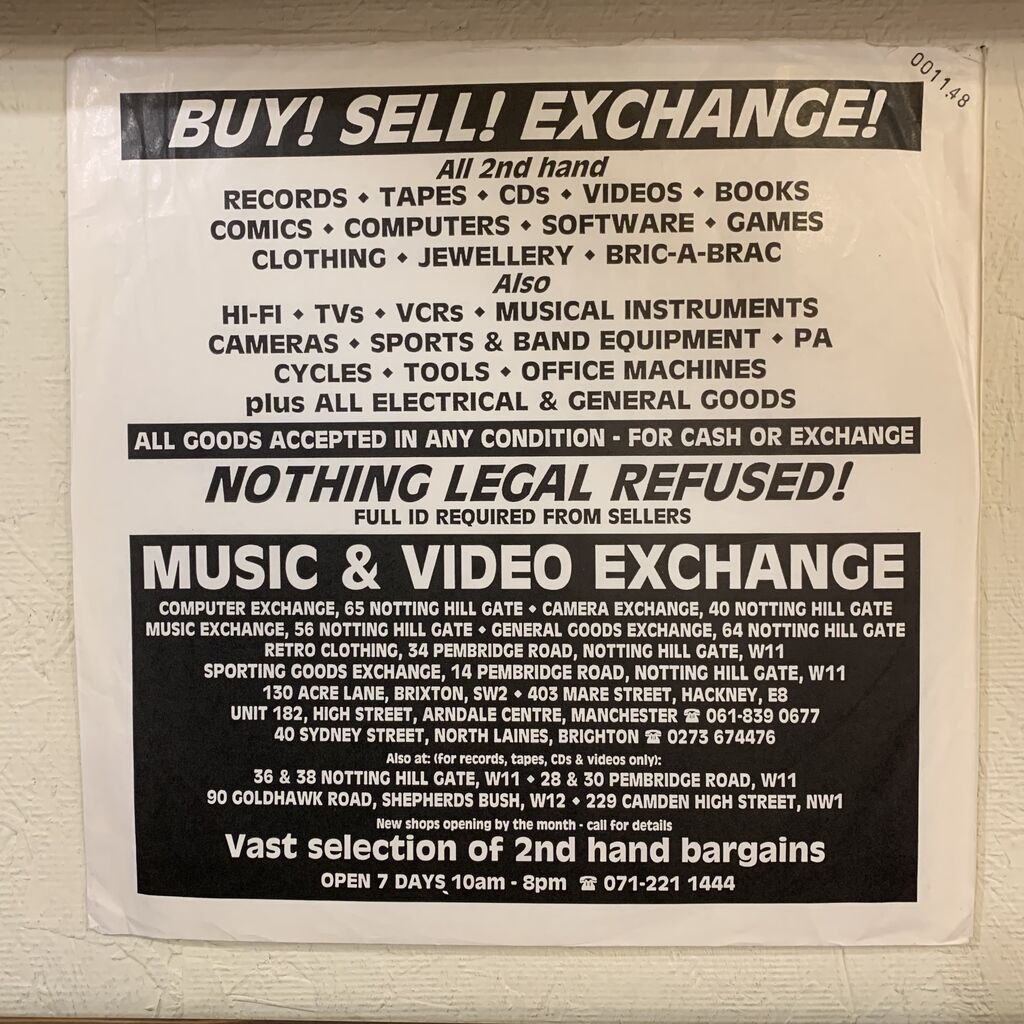 001148
BUY! SELL! EXCHANGE!
All 2nd hand
RECORDS • TAPES • CDs • VIDEOS • BOOKS
COMICS • COMPUTERS • SOFTWARE • GAMES
CLOTHING • JEWELLERY • BRIC-A-BRAC
Also
HI-FI • TVs • VCRs • MUSICAL INSTRUMENTS
CAMERAS • SPORTS & BAND EQUIPMENT • PA
CYCLES • TOOLS • OFFICE MACHINES
plus ALL ELECTRICAL & GENERAL GOODS
ALL GOODS ACCEPTED IN ANY CONDITION - FOR CASH OR EXCHANGE
NOTHING LEGAL REFUSED!
FULL ID REQUIRED FROM SELLERS
MUSIC & VIDEO EXCHANGE
COMPUTER EXCHANGE, 65 NOTTING HILL GATE • CAMERA EXCHANGE, 40 NOTTING HILL GATE
MUSIC EXCHANGE, 56 NOTTING HILL GATE • GENERAL GOODS EXCHANGE, 64 NOTTING HILL GATE
RETRO CLOTHING, 34 PEMBRIDGE ROAD, NOTTING HILL GATE, W11
SPORTING GOODS EXCHANGE, 14 PEMBRIDGE ROAD, NOTTING HILL GATE, W11
130 ACRE LANE, BRIXTON, SW2 • 403 MARE STREET, HACKNEY, E8
UNIT 182, HIGH STREET, ARNDALE CENTRE, MANCHESTER ☎ 061-839 0677
40 SYDNEY STREET, NORTH LAINES, BRIGHTON ☎ 0273 674476
Also at: (for records, tapes, CDs & videos only):
36 & 38 NOTTING HILL GATE, W11 • 28 & 30 PEMBRIDGE ROAD, W11
90 GOLDHAWK ROAD, SHEPHERDS BUSH, W12 • 229 CAMDEN HIGH STREET, NW1
New shops opening by the month - call for details
Vast selection of 2nd hand bargains
OPEN 7 DAYS 10am - 8pm ☎ 071-221 1444